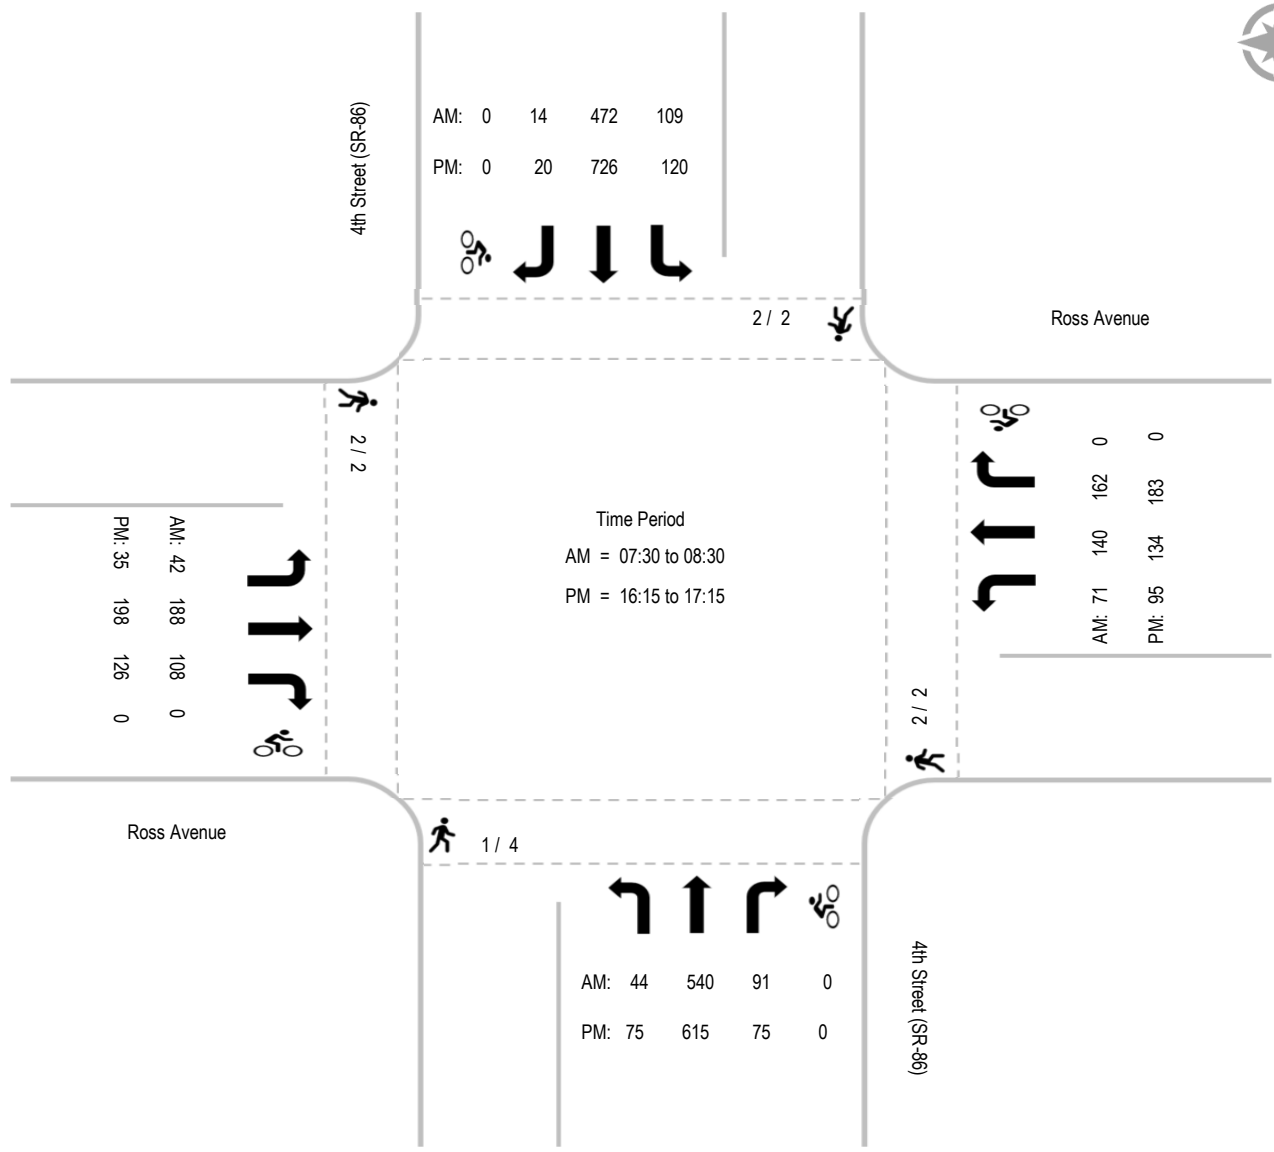 4th Street (SR-86)
AM: 0 14 472 109
PM: 0 20 726 120
2 / 2
Ross Avenue
2 / 2
AM: 42 188 108 0
PM: 35 198 126 0
Time Period
AM = 07:30 to 08:30
PM = 16:15 to 17:15
AM: 71 140 162 0
PM: 95 134 183 0
2 / 2
Ross Avenue
1 / 4
AM: 44 540 91 0
PM: 75 615 75 0
4th Street (SR-86)